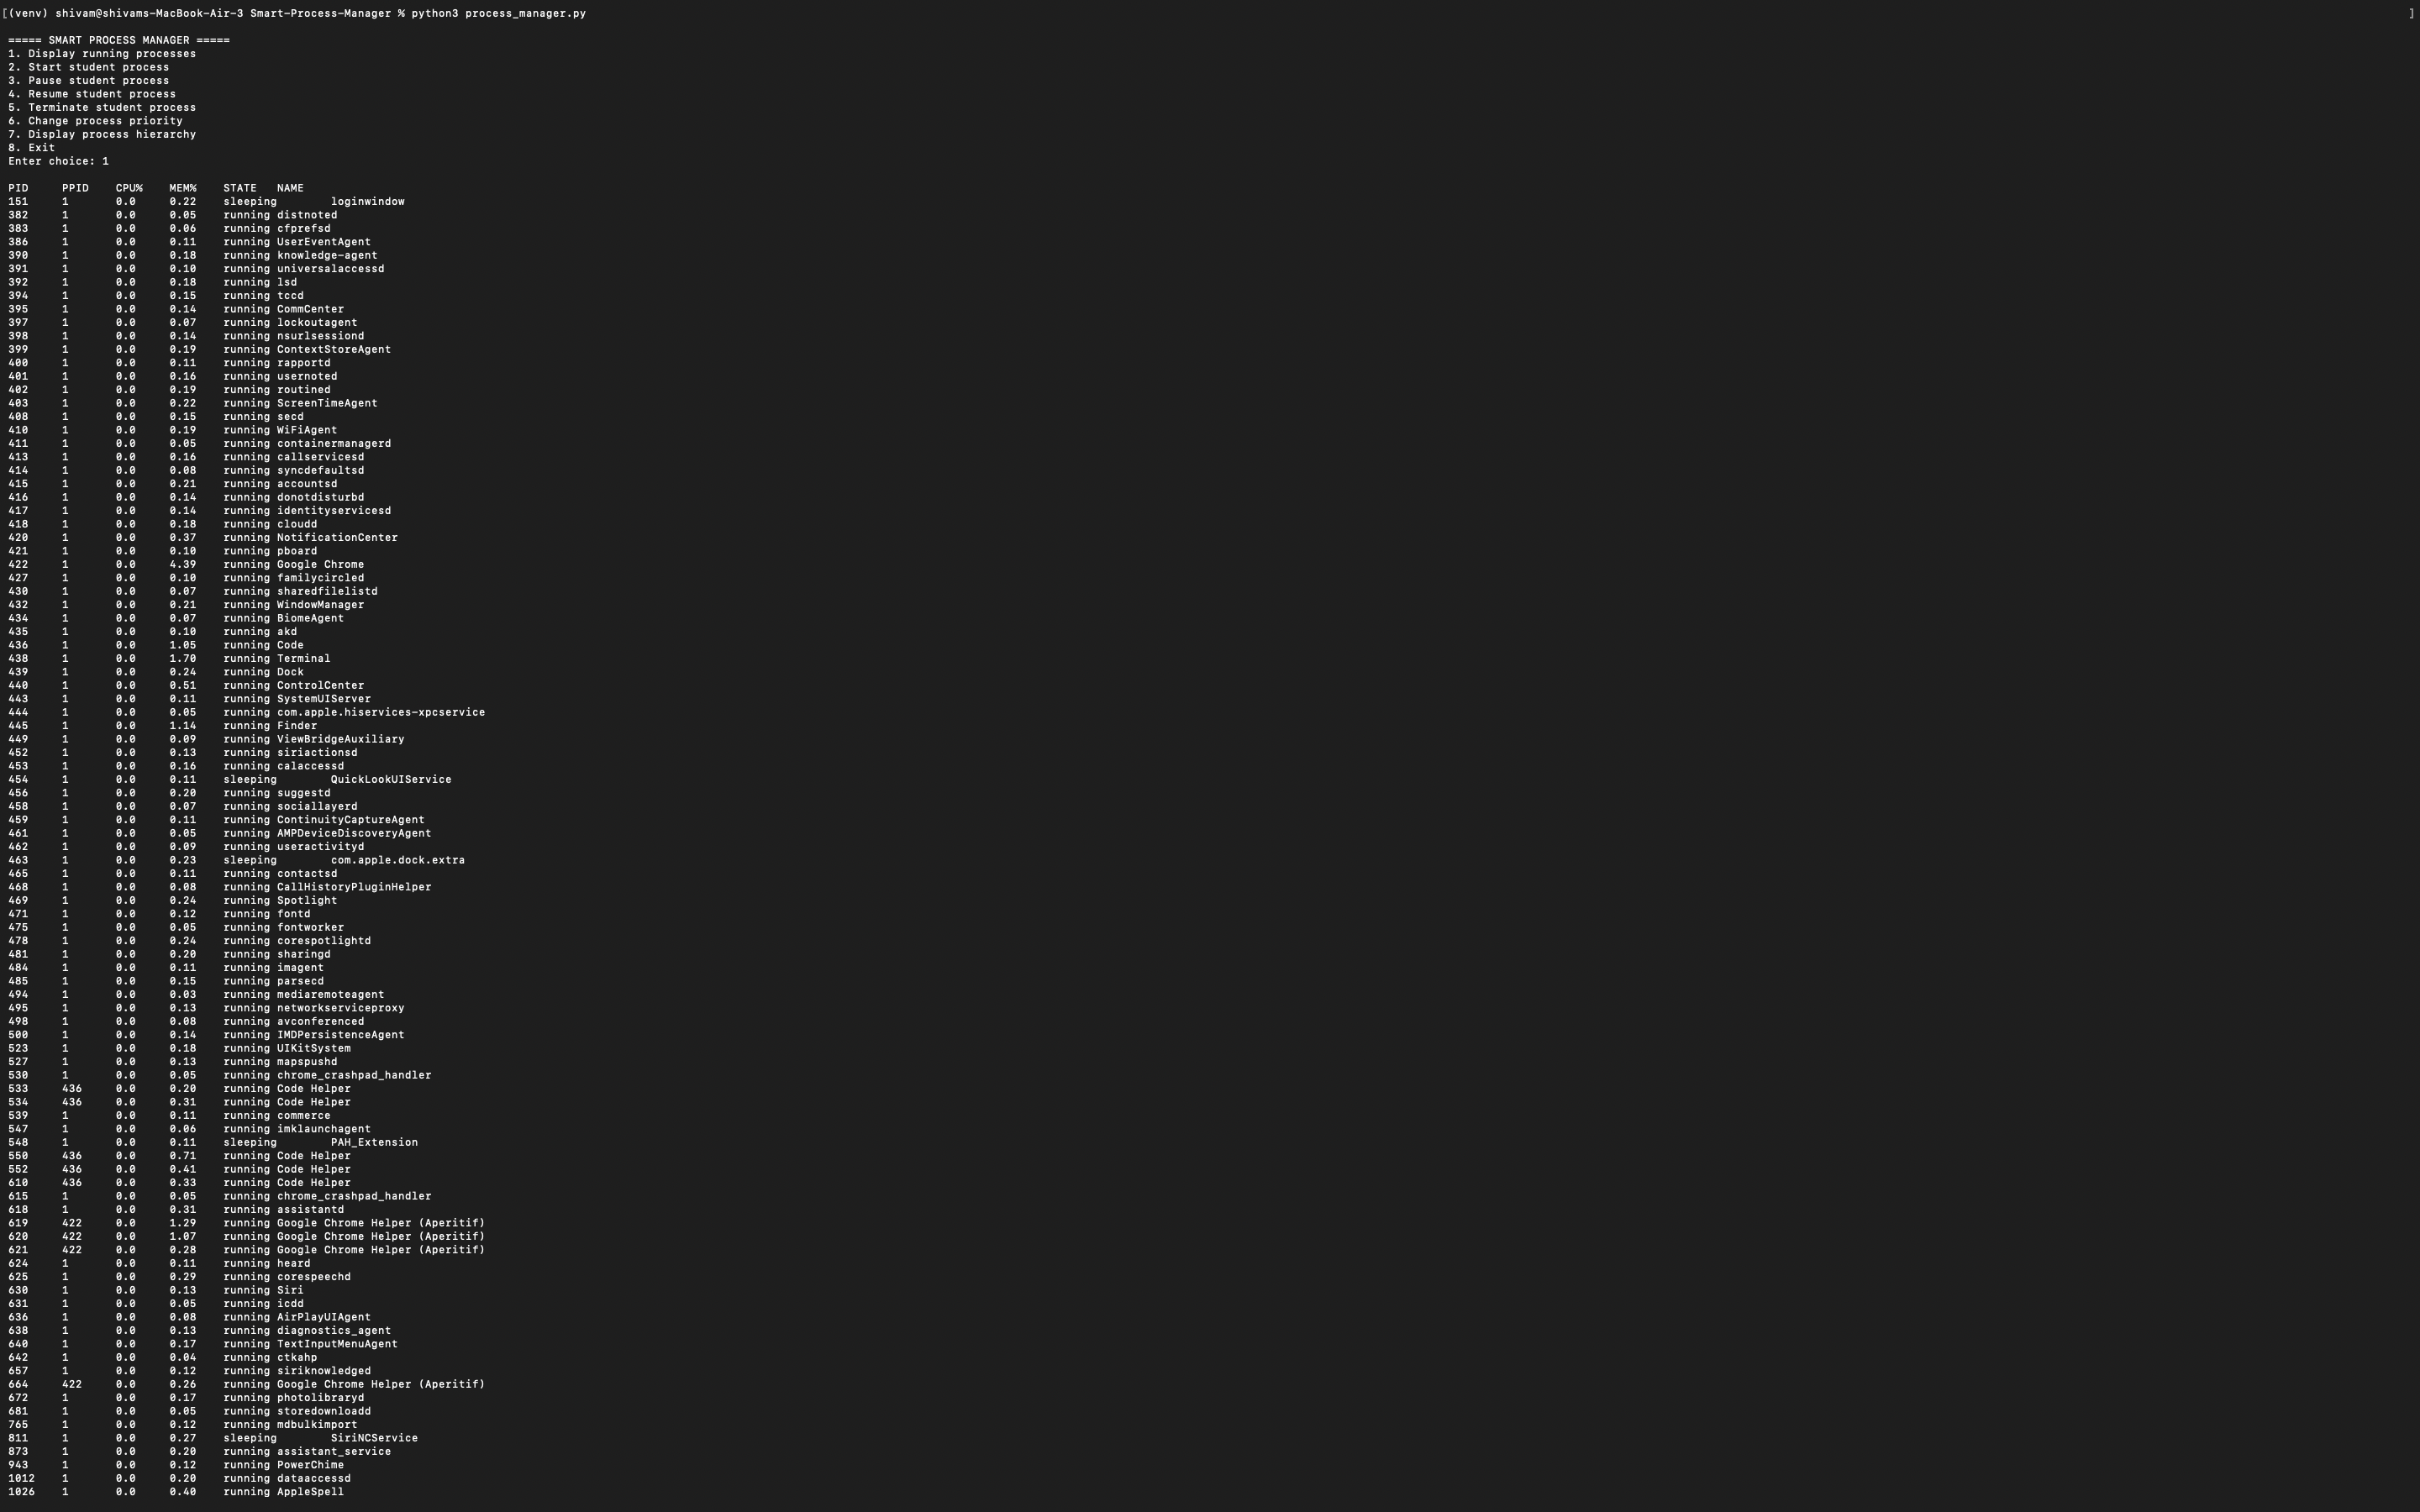 [(venv) shivam@shivams-MacBook-Air-3 Smart-Process-Manager % python3 process_manager.py ]
===== SMART PROCESS MANAGER =====
1. Display running processes
2. Start student process
3. Pause student process
4. Resume student process
5. Terminate student process
6. Change process priority
7. Display process hierarchy
8. Exit
Enter choice: 1
PID PPID CPU% MEM% STATE NAME
151 1 0.0 0.22 sleeping loginwindow
382 1 0.0 0.05 running distnoted
383 1 0.0 0.06 running cfprefsd
386 1 0.0 0.11 running UserEventAgent
390 1 0.0 0.18 running knowledge-agent
391 1 0.0 0.10 running universalaccessd
392 1 0.0 0.18 running lsd
394 1 0.0 0.15 running tccd
395 1 0.0 0.14 running CommCenter
397 1 0.0 0.07 running lockoutagent
398 1 0.0 0.14 running nsurlsessiond
399 1 0.0 0.19 running ContextStoreAgent
400 1 0.0 0.11 running rapportd
401 1 0.0 0.16 running usernoted
402 1 0.0 0.19 running routined
403 1 0.0 0.22 running ScreenTimeAgent
408 1 0.0 0.15 running secd
410 1 0.0 0.19 running WiFiAgent
411 1 0.0 0.05 running containermanagerd
413 1 0.0 0.16 running callservicesd
414 1 0.0 0.08 running syncdefaultsd
415 1 0.0 0.21 running accountsd
416 1 0.0 0.14 running donotdisturbd
417 1 0.0 0.14 running identityservicesd
418 1 0.0 0.18 running cloudd
420 1 0.0 0.37 running NotificationCenter
421 1 0.0 0.10 running pboard
422 1 0.0 4.39 running Google Chrome
427 1 0.0 0.10 running familycircled
430 1 0.0 0.07 running sharedfilelistd
432 1 0.0 0.21 running WindowManager
434 1 0.0 0.07 running BiomeAgent
435 1 0.0 0.10 running akd
436 1 0.0 1.05 running Code
438 1 0.0 1.70 running Terminal
439 1 0.0 0.24 running Dock
440 1 0.0 0.51 running ControlCenter
443 1 0.0 0.11 running SystemUIServer
444 1 0.0 0.05 running com.apple.hiservices-xpcservice
445 1 0.0 1.14 running Finder
449 1 0.0 0.09 running ViewBridgeAuxiliary
452 1 0.0 0.13 running siriactionsd
453 1 0.0 0.16 running calaccessd
454 1 0.0 0.11 sleeping QuickLookUIService
456 1 0.0 0.20 running suggestd
458 1 0.0 0.07 running sociallayerd
459 1 0.0 0.11 running ContinuityCaptureAgent
461 1 0.0 0.05 running AMPDeviceDiscoveryAgent
462 1 0.0 0.09 running useractivityd
463 1 0.0 0.23 sleeping com.apple.dock.extra
465 1 0.0 0.11 running contactsd
468 1 0.0 0.08 running CallHistoryPluginHelper
469 1 0.0 0.24 running Spotlight
471 1 0.0 0.12 running fontd
475 1 0.0 0.05 running fontworker
478 1 0.0 0.24 running corespotlightd
481 1 0.0 0.20 running sharingd
484 1 0.0 0.11 running imagent
485 1 0.0 0.15 running parsecd
494 1 0.0 0.03 running mediaremoteagent
495 1 0.0 0.13 running networkserviceproxy
498 1 0.0 0.08 running avconferenced
500 1 0.0 0.14 running IMDPersistenceAgent
523 1 0.0 0.18 running UIKitSystem
527 1 0.0 0.13 running mapspushd
530 1 0.0 0.05 running chrome_crashpad_handler
533 436 0.0 0.20 running Code Helper
534 436 0.0 0.31 running Code Helper
539 1 0.0 0.11 running commerce
547 1 0.0 0.06 running imklaunchagent
548 1 0.0 0.11 sleeping PAH_Extension
550 436 0.0 0.71 running Code Helper
552 436 0.0 0.41 running Code Helper
610 436 0.0 0.33 running Code Helper
615 1 0.0 0.05 running chrome_crashpad_handler
618 1 0.0 0.31 running assistantd
619 422 0.0 1.29 running Google Chrome Helper (Aperitif)
620 422 0.0 1.07 running Google Chrome Helper (Aperitif)
621 422 0.0 0.28 running Google Chrome Helper (Aperitif)
624 1 0.0 0.11 running heard
625 1 0.0 0.29 running corespeechd
630 1 0.0 0.13 running Siri
631 1 0.0 0.05 running icdd
636 1 0.0 0.08 running AirPlayUIAgent
638 1 0.0 0.13 running diagnostics_agent
640 1 0.0 0.17 running TextInputMenuAgent
642 1 0.0 0.04 running ctkahp
657 1 0.0 0.12 running siriknowledged
664 422 0.0 0.26 running Google Chrome Helper (Aperitif)
672 1 0.0 0.17 running photolibraryd
681 1 0.0 0.05 running storedownloadd
765 1 0.0 0.12 running mdbulkimport
811 1 0.0 0.27 sleeping SiriNCService
873 1 0.0 0.20 running assistant_service
943 1 0.0 0.12 running PowerChime
1012 1 0.0 0.20 running dataaccessd
1026 1 0.0 0.40 running AppleSpell